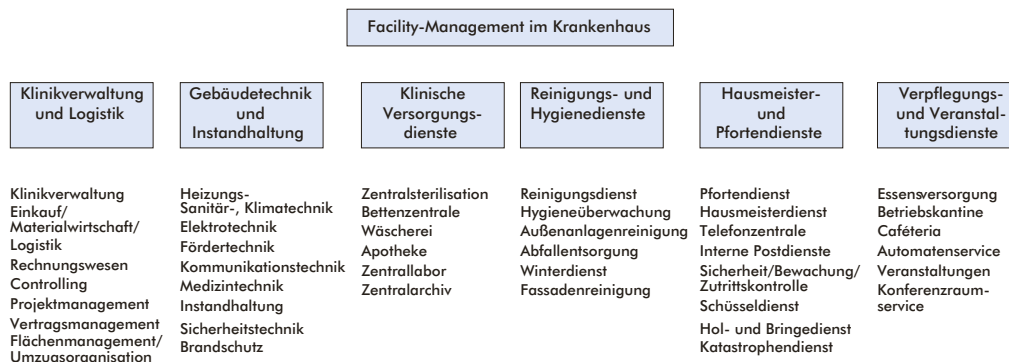 Facility-Management im Krankenhaus
Klinikverwaltung
und Logistik
Gebäudetechnik
und
Instandhaltung
Klinische
Versorgungs-
dienste
Reinigungs- und
Hygienedienste
Hausmeister-
und
Pfortendienste
Verpflegungs-
und Veranstal-
tungsdienste
Klinikverwaltung
Einkauf/
Materialwirtschaft/
Logistik
Rechnungswesen
Controlling
Projektmanagement
Vertragsmanagement
Flächenmanagement/
Umzugsorganisation
Heizungs-
Sanitär-, Klimatechnik
Elektrotechnik
Fördertechnik
Kommunikationstechnik
Medizintechnik
Instandhaltung
Sicherheitstechnik
Brandschutz
Zentralsterilisation
Bettenzentrale
Wäscherei
Apotheke
Zentrallabor
Zentralarchiv
Reinigungsdienst
Hygieneüberwachung
Außenanlagenreinigung
Abfallentsorgung
Winterdienst
Fassadenreinigung
Pfortendienst
Hausmeisterdienst
Telefonzentrale
Interne Postdienste
Sicherheit/Bewachung/
Zutrittskontrolle
Schüsseldienst
Hol- und Bringedienst
Katastrophendienst
Essensversorgung
Betriebskantine
Caféteria
Automatenservice
Veranstaltungen
Konferenzraum-
service